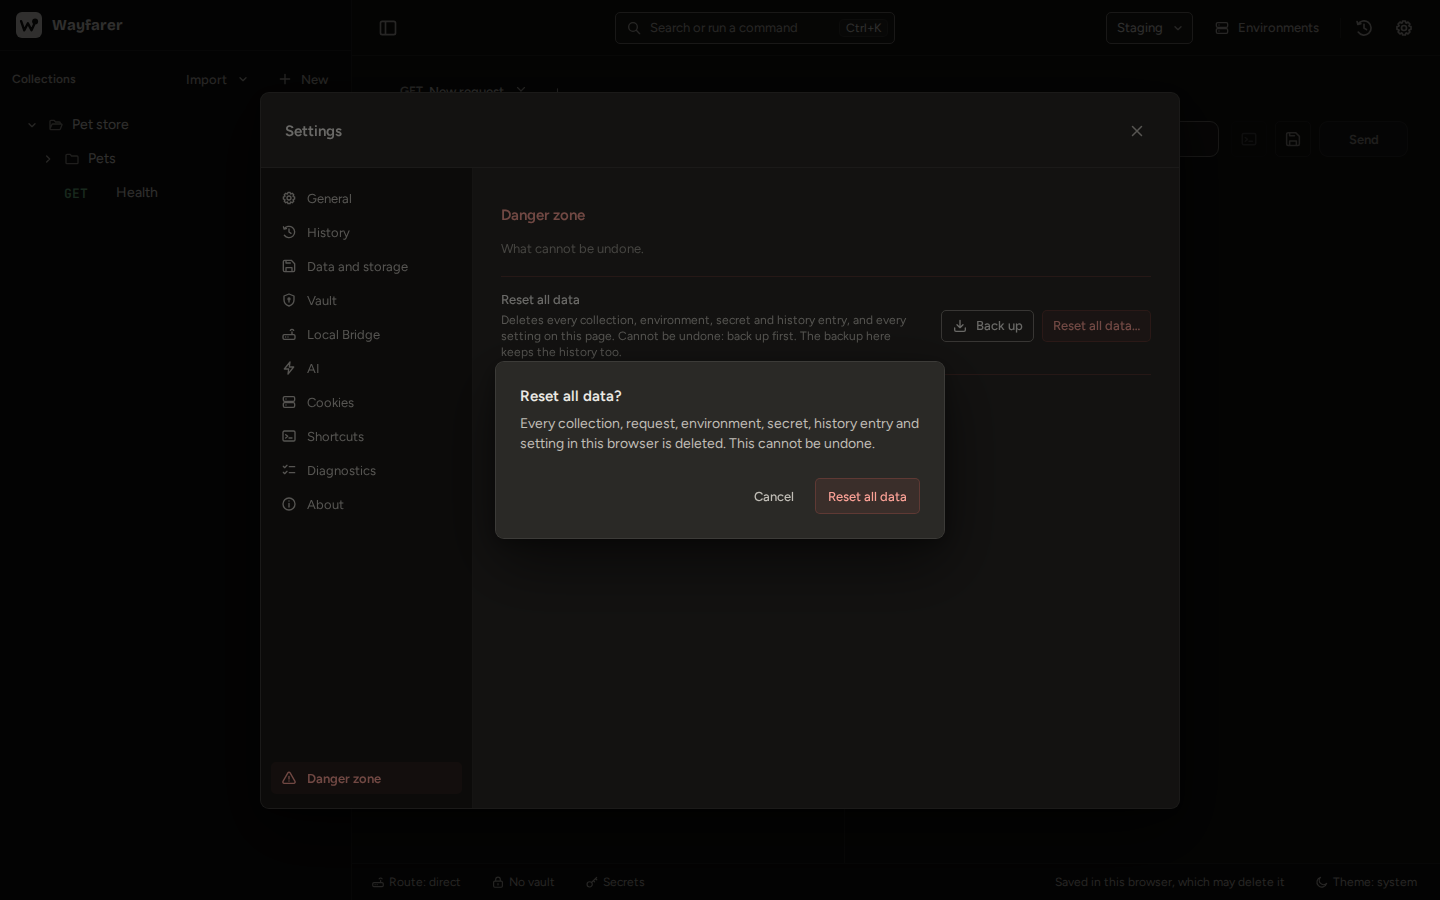 Wayfarer
Search or run a command
Ctrl+K
Staging
Environments
Collections
Import
New
GET New request
Pet store
Pets
GET Health
Send
Settings
General
History
Data and storage
Vault
Local Bridge
AI
Cookies
Shortcuts
Diagnostics
About
Danger zone
Danger zone
What cannot be undone.
Reset all data
Deletes every collection, environment, secret and history entry, and every
setting on this page. Cannot be undone: back up first. The backup here
keeps the history too.
Back up
Reset all data...
Reset all data?
Every collection, request, environment, secret, history entry and
setting in this browser is deleted. This cannot be undone.
Cancel
Reset all data
Route: direct
No vault
Secrets
Saved in this browser, which may delete it
Theme: system